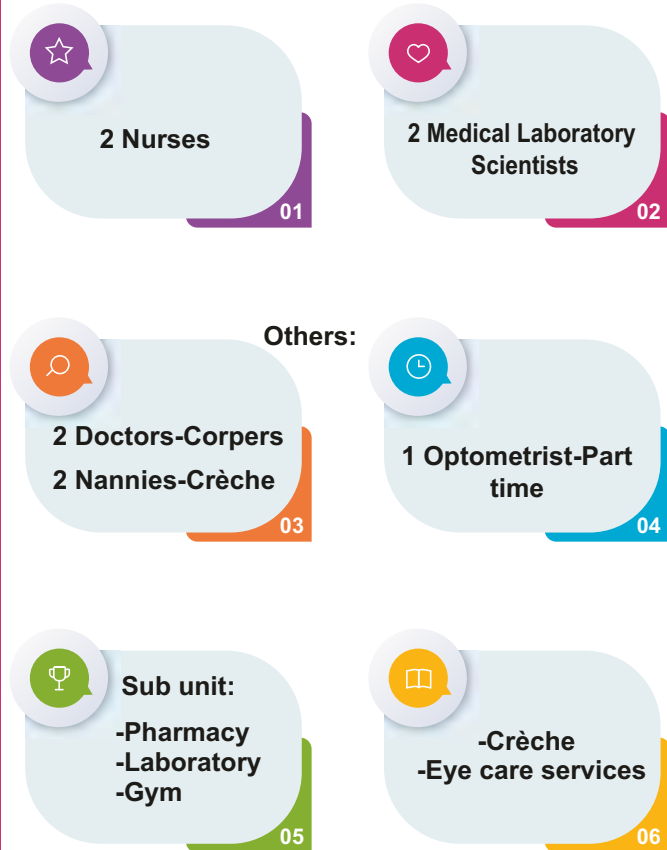 2 Nurses
01
2 Medical Laboratory
Scientists
02
Others:
2 Doctors-Corpers
2 Nannies-Crèche
03
1 Optometrist-Part
time
04
Sub unit:
-Pharmacy
-Laboratory
-Gym
05
-Crèche
-Eye care services
06